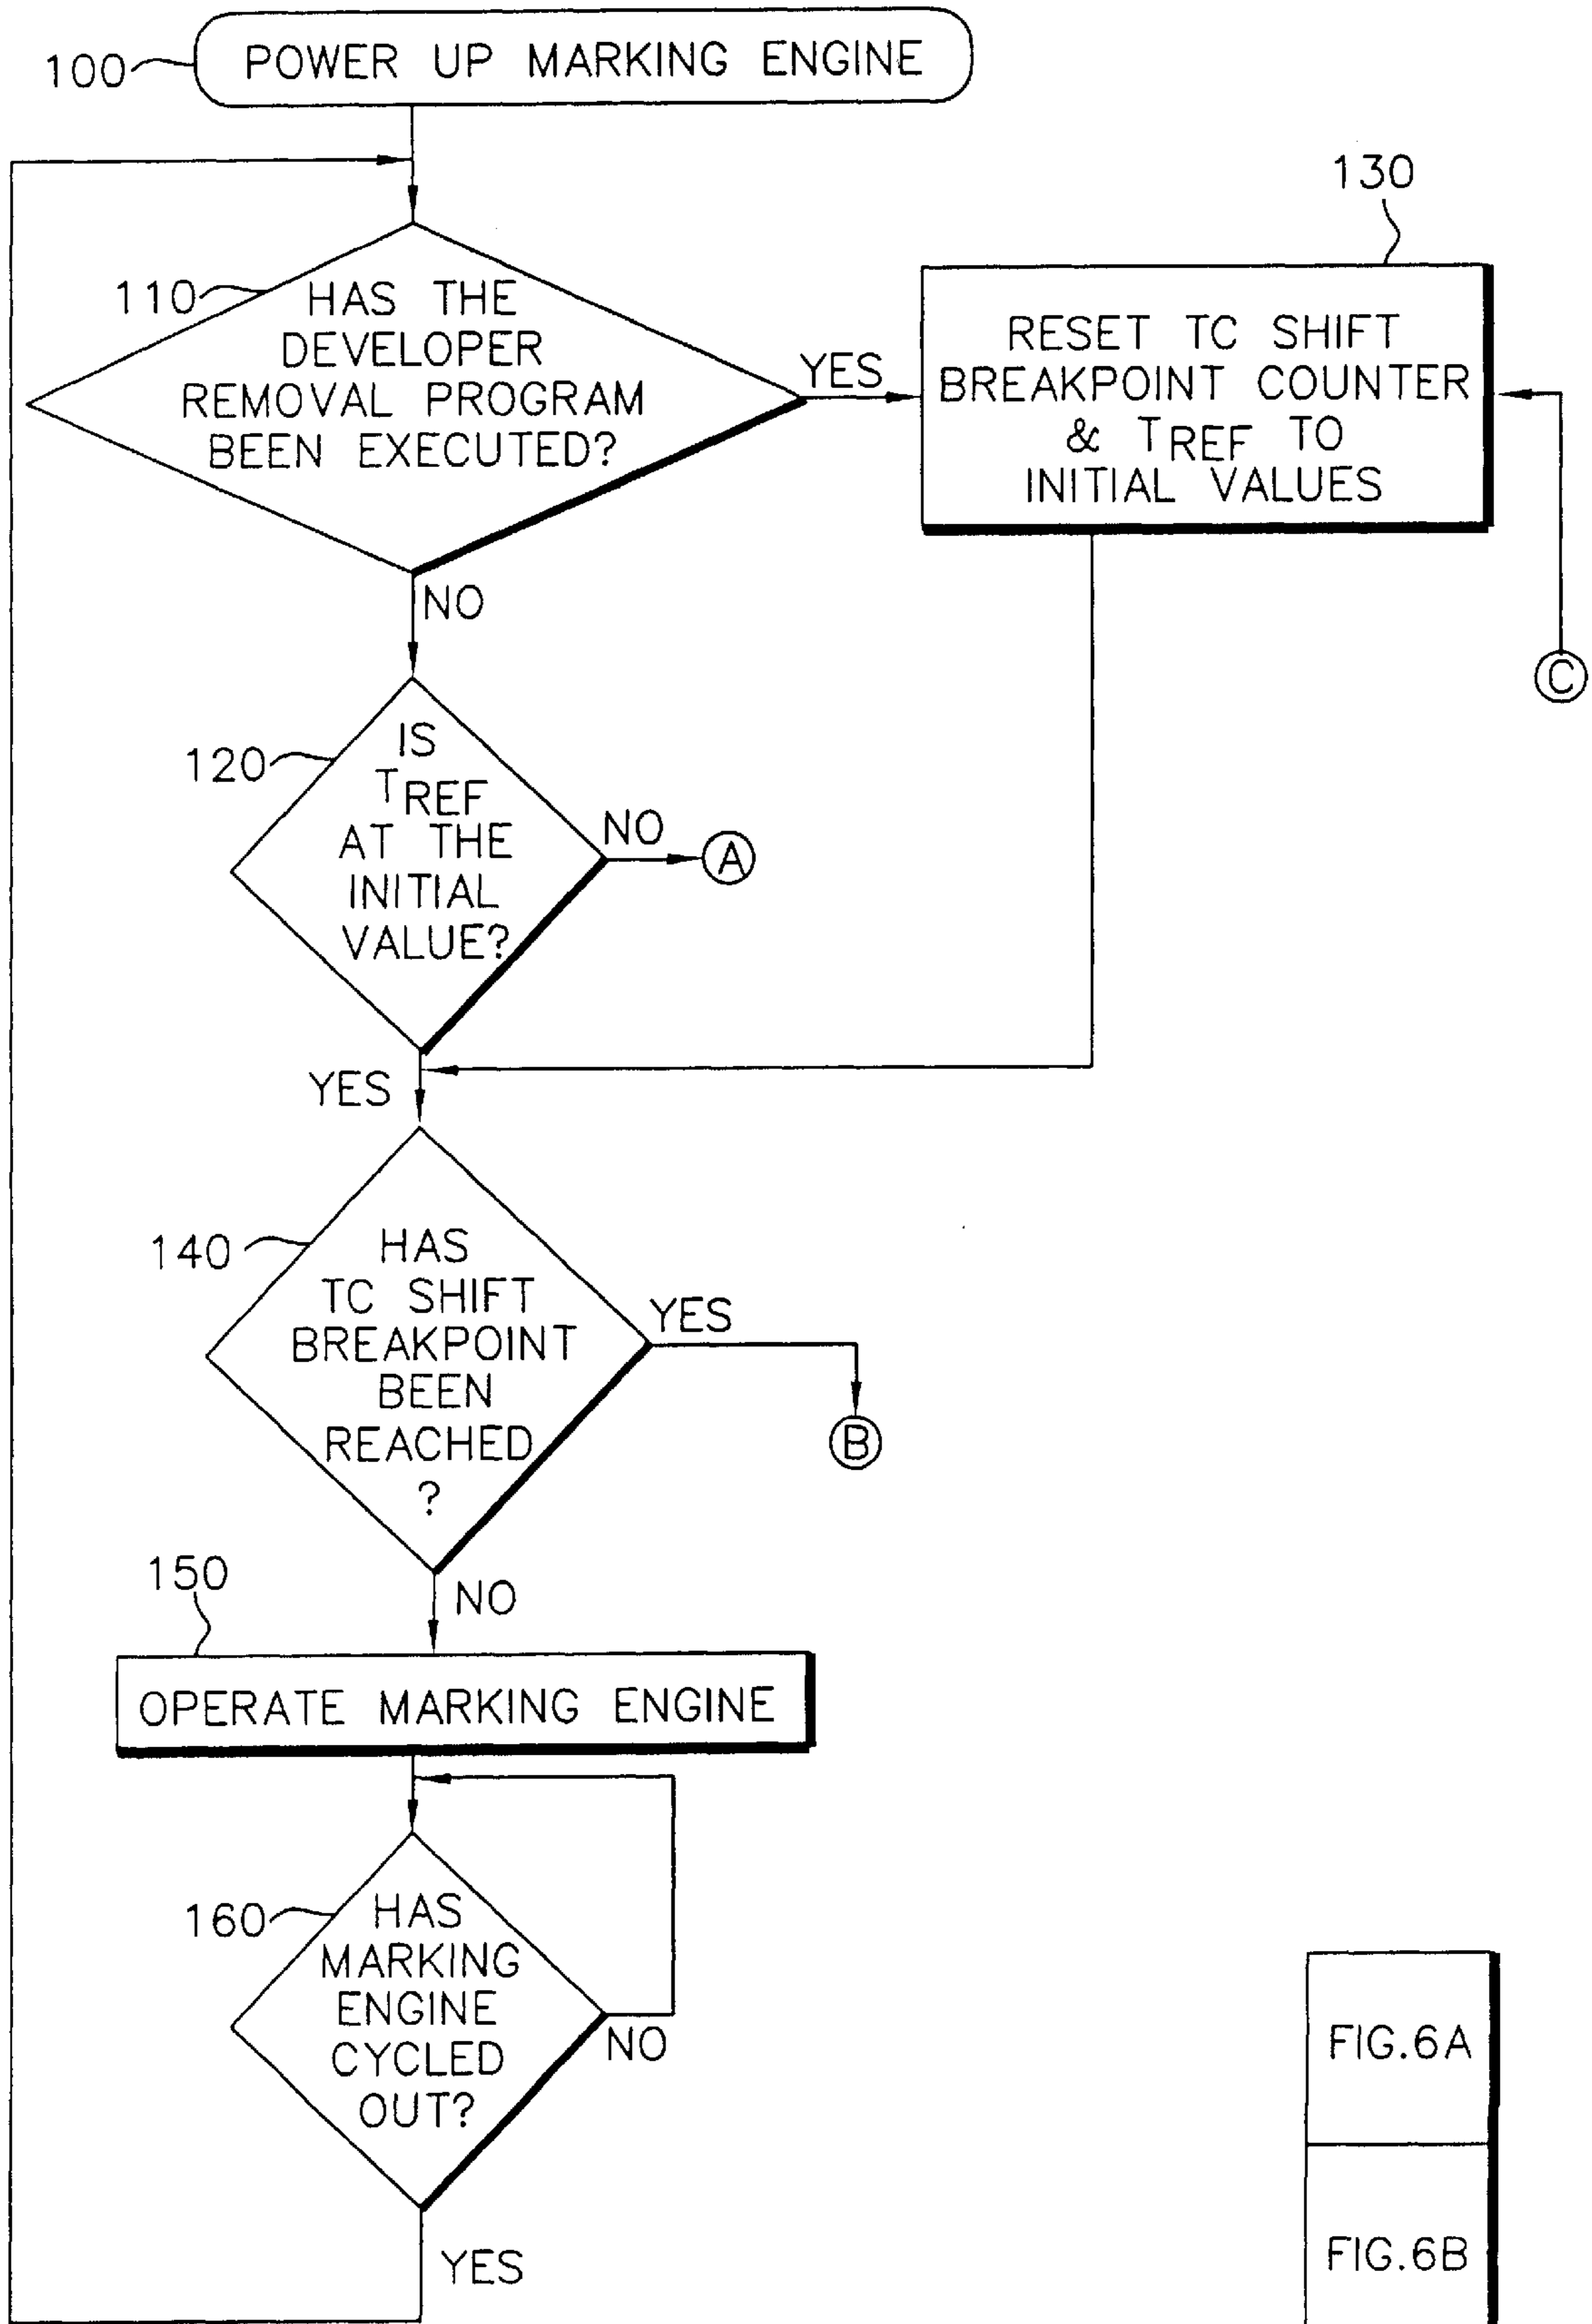 100
POWER UP MARKING ENGINE
130
110
HAS THE
DEVELOPER
REMOVAL PROGRAM
BEEN EXECUTED?
YES
RESET TC SHIFT
BREAKPOINT COUNTER
& TREF TO
INITIAL VALUES
NO
C
120
IS
TREF
AT THE
INITIAL
VALUE?
NO
A
YES
140
HAS
TC SHIFT
BREAKPOINT
BEEN
REACHED
?
YES
B
NO
150
OPERATE MARKING ENGINE
160
HAS
MARKING
ENGINE
CYCLED
OUT?
NO
YES
FIG.6A
FIG.6B